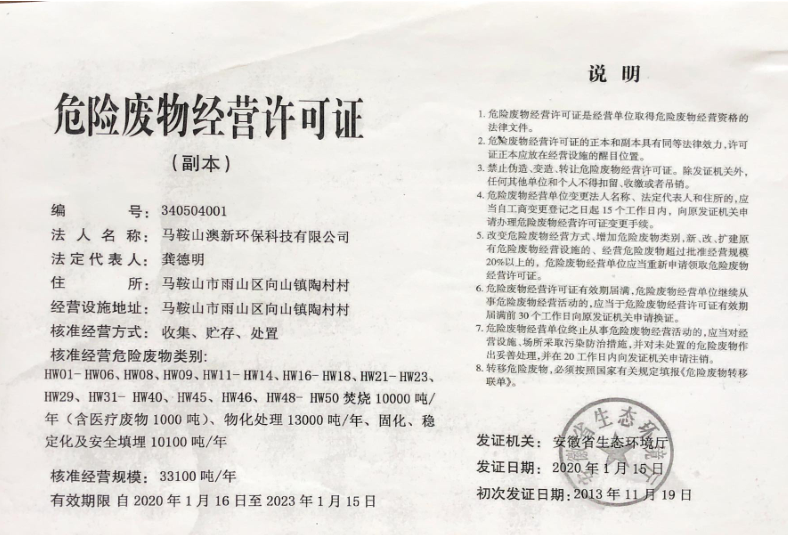 危险废物经营许可证
(副本)
编号: 340504001
法人名称: 马鞍山澳新环保科技有限公司
法定代表人: 龚德明
住所: 马鞍山市雨山区向山镇陶村村
经营设施地址: 马鞍山市雨山区向山镇陶村村
核准经营方式: 收集、贮存、处置
核准经营危险废物类别:
HW01- HW06、HW08、HW09、HW11- HW14、HW16- HW18、HW21- HW23、
HW29、HW31- HW40、HW45、HW46、HW48- HW50 焚烧 10000 吨/
年（含医疗废物 1000 吨）、物化处理 13000 吨/年、固化、稳
定化及安全填埋 10100 吨/年
核准经营规模: 33100 吨/年
有效期限 自 2020 年 1 月 16 日至 2023 年 1 月 15 日
说 明
1. 危险废物经营许可证是经营单位取得危险废物经营资格的
法律文件。
2. 危险废物经营许可证的正本和副本具有同等法律效力，许可
证正本应放在经营设施的醒目位置。
3. 禁止伪造、变造、转让危险废物经营许可证。除发证机关外，
任何其他单位和个人不得扣留、收缴或者吊销。
4. 危险废物经营单位变更法人名称、法定代表人和住所的，应
当自工商变更登记之日起 15 个工作日内，向原发证机关申
请办理危险废物经营许可证变更手续。
5. 改变危险废物经营方式、增加危险废物类别，新、改、扩建原
有危险废物经营设施的、经营危险废物超过批准经营规模
20%以上的，危险废物经营单位应当重新申请领取危险废物
经营许可证。
6. 危险废物经营许可证有效期届满，危险废物经营单位继续从
事危险废物经营活动的，应当于危险废物经营许可证有效期
届满前 30 个工作日向原发证机关申请换证。
7. 危险废物经营单位终止从事危险废物经营活动的，应当对经
营设施、场所采取污染防治措施，并对未处置的危险废物作
出妥善处理，并在 20 工作日内向发证机关申请注销。
8. 转移危险废物，必须按照国家有关规定填报《危险废物转移
联单》。
发证机关: 安徽省生态环境厅
发证日期: 2020 年 1 月 15 日
初次发证日期: 2013 年 11 月 19 日
安徽省生态环境厅